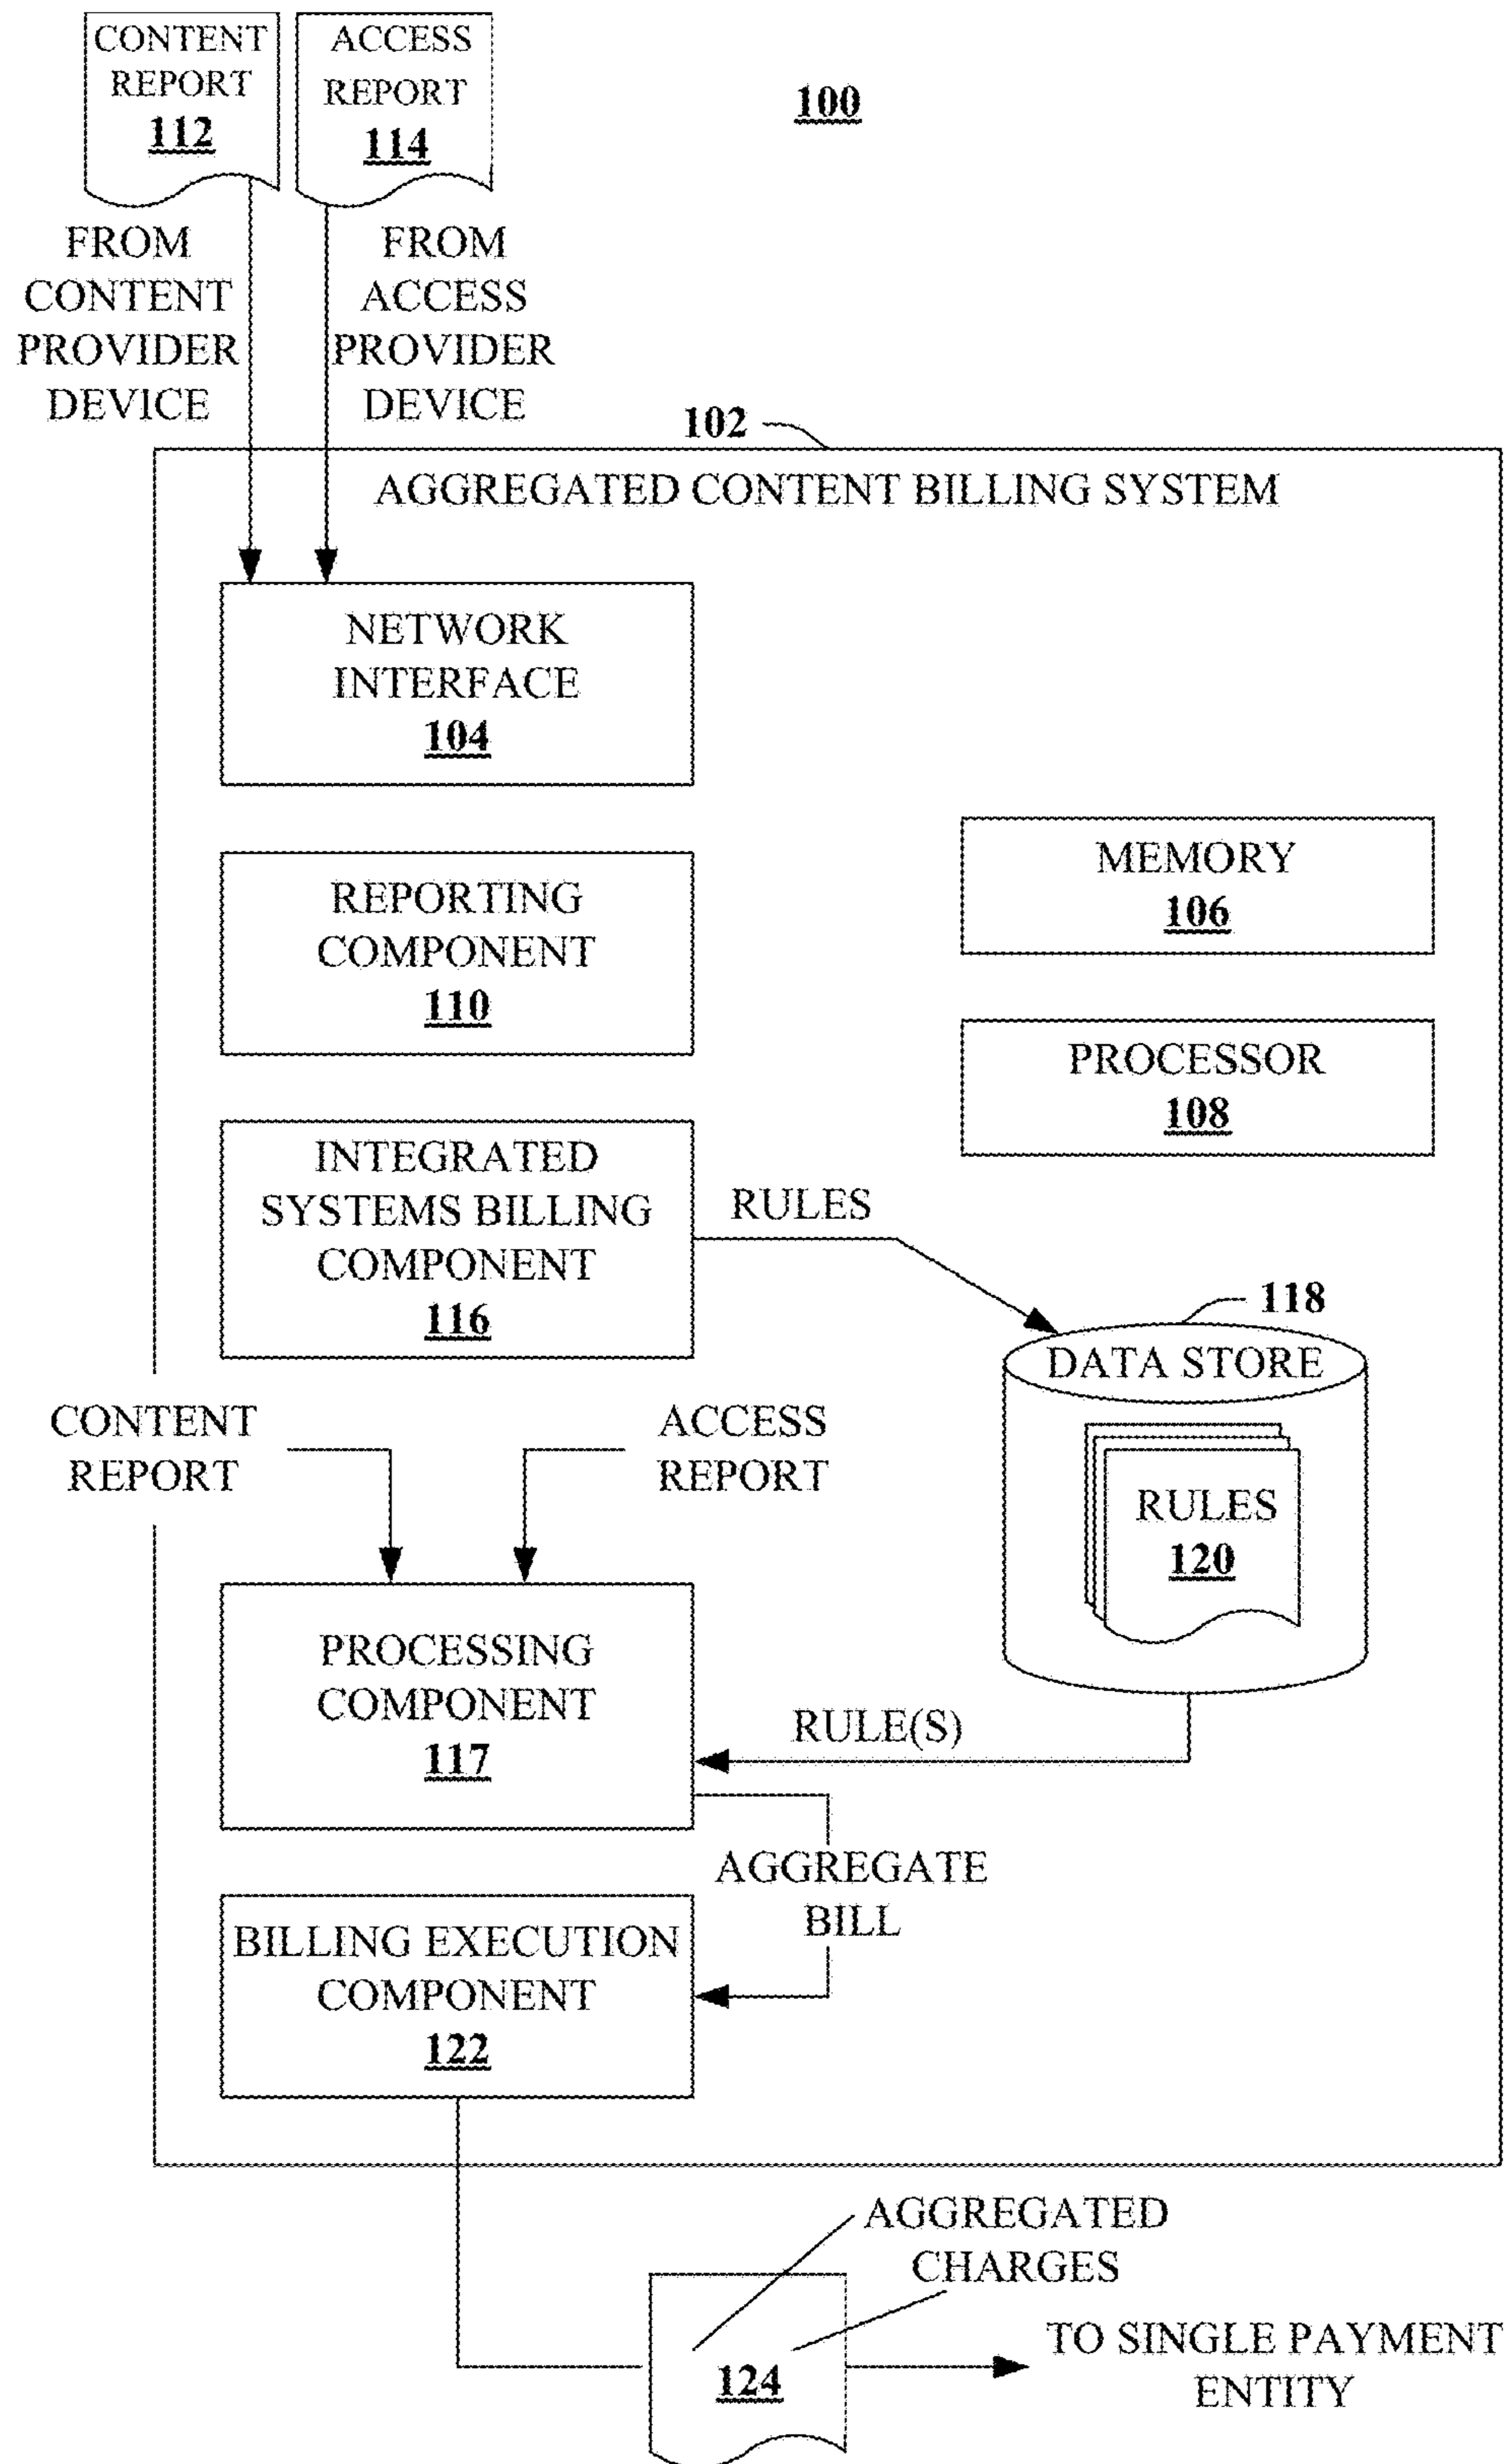 CONTENT
REPORT
112
ACCESS
REPORT
114
100
FROM
CONTENT
PROVIDER
DEVICE
FROM
ACCESS
PROVIDER
DEVICE
102
AGGREGATED CONTENT BILLING SYSTEM
NETWORK
INTERFACE
104
MEMORY
106
REPORTING
COMPONENT
110
PROCESSOR
108
INTEGRATED
SYSTEMS BILLING
COMPONENT
116
RULES
118
DATA STORE
RULES
120
CONTENT
REPORT
ACCESS
REPORT
PROCESSING
COMPONENT
117
RULE(S)
AGGREGATE
BILL
BILLING EXECUTION
COMPONENT
122
AGGREGATED
CHARGES
124
TO SINGLE PAYMENT
ENTITY